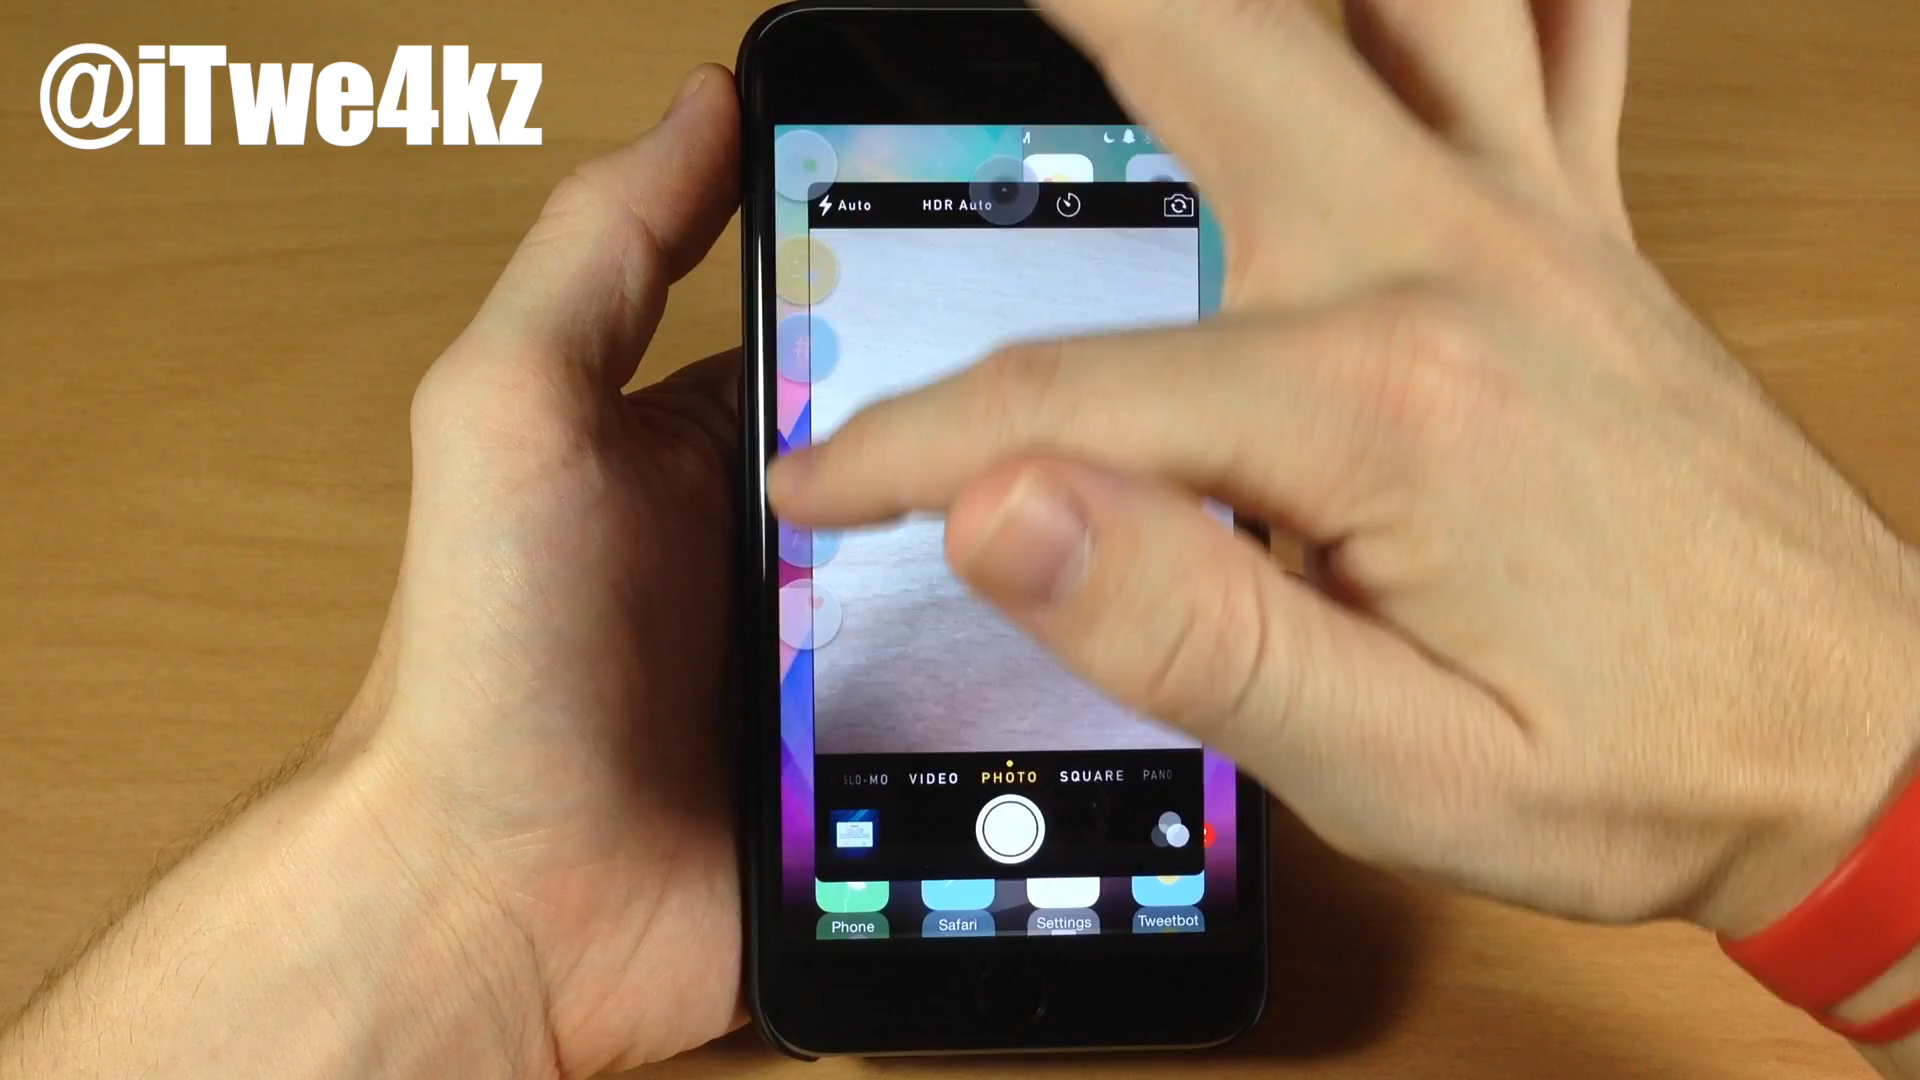 @iTwe4kz
Auto
HDR Auto
SLO-MO VIDEO PHOTO SQUARE PANO
Phone Safari Settings Tweetbot